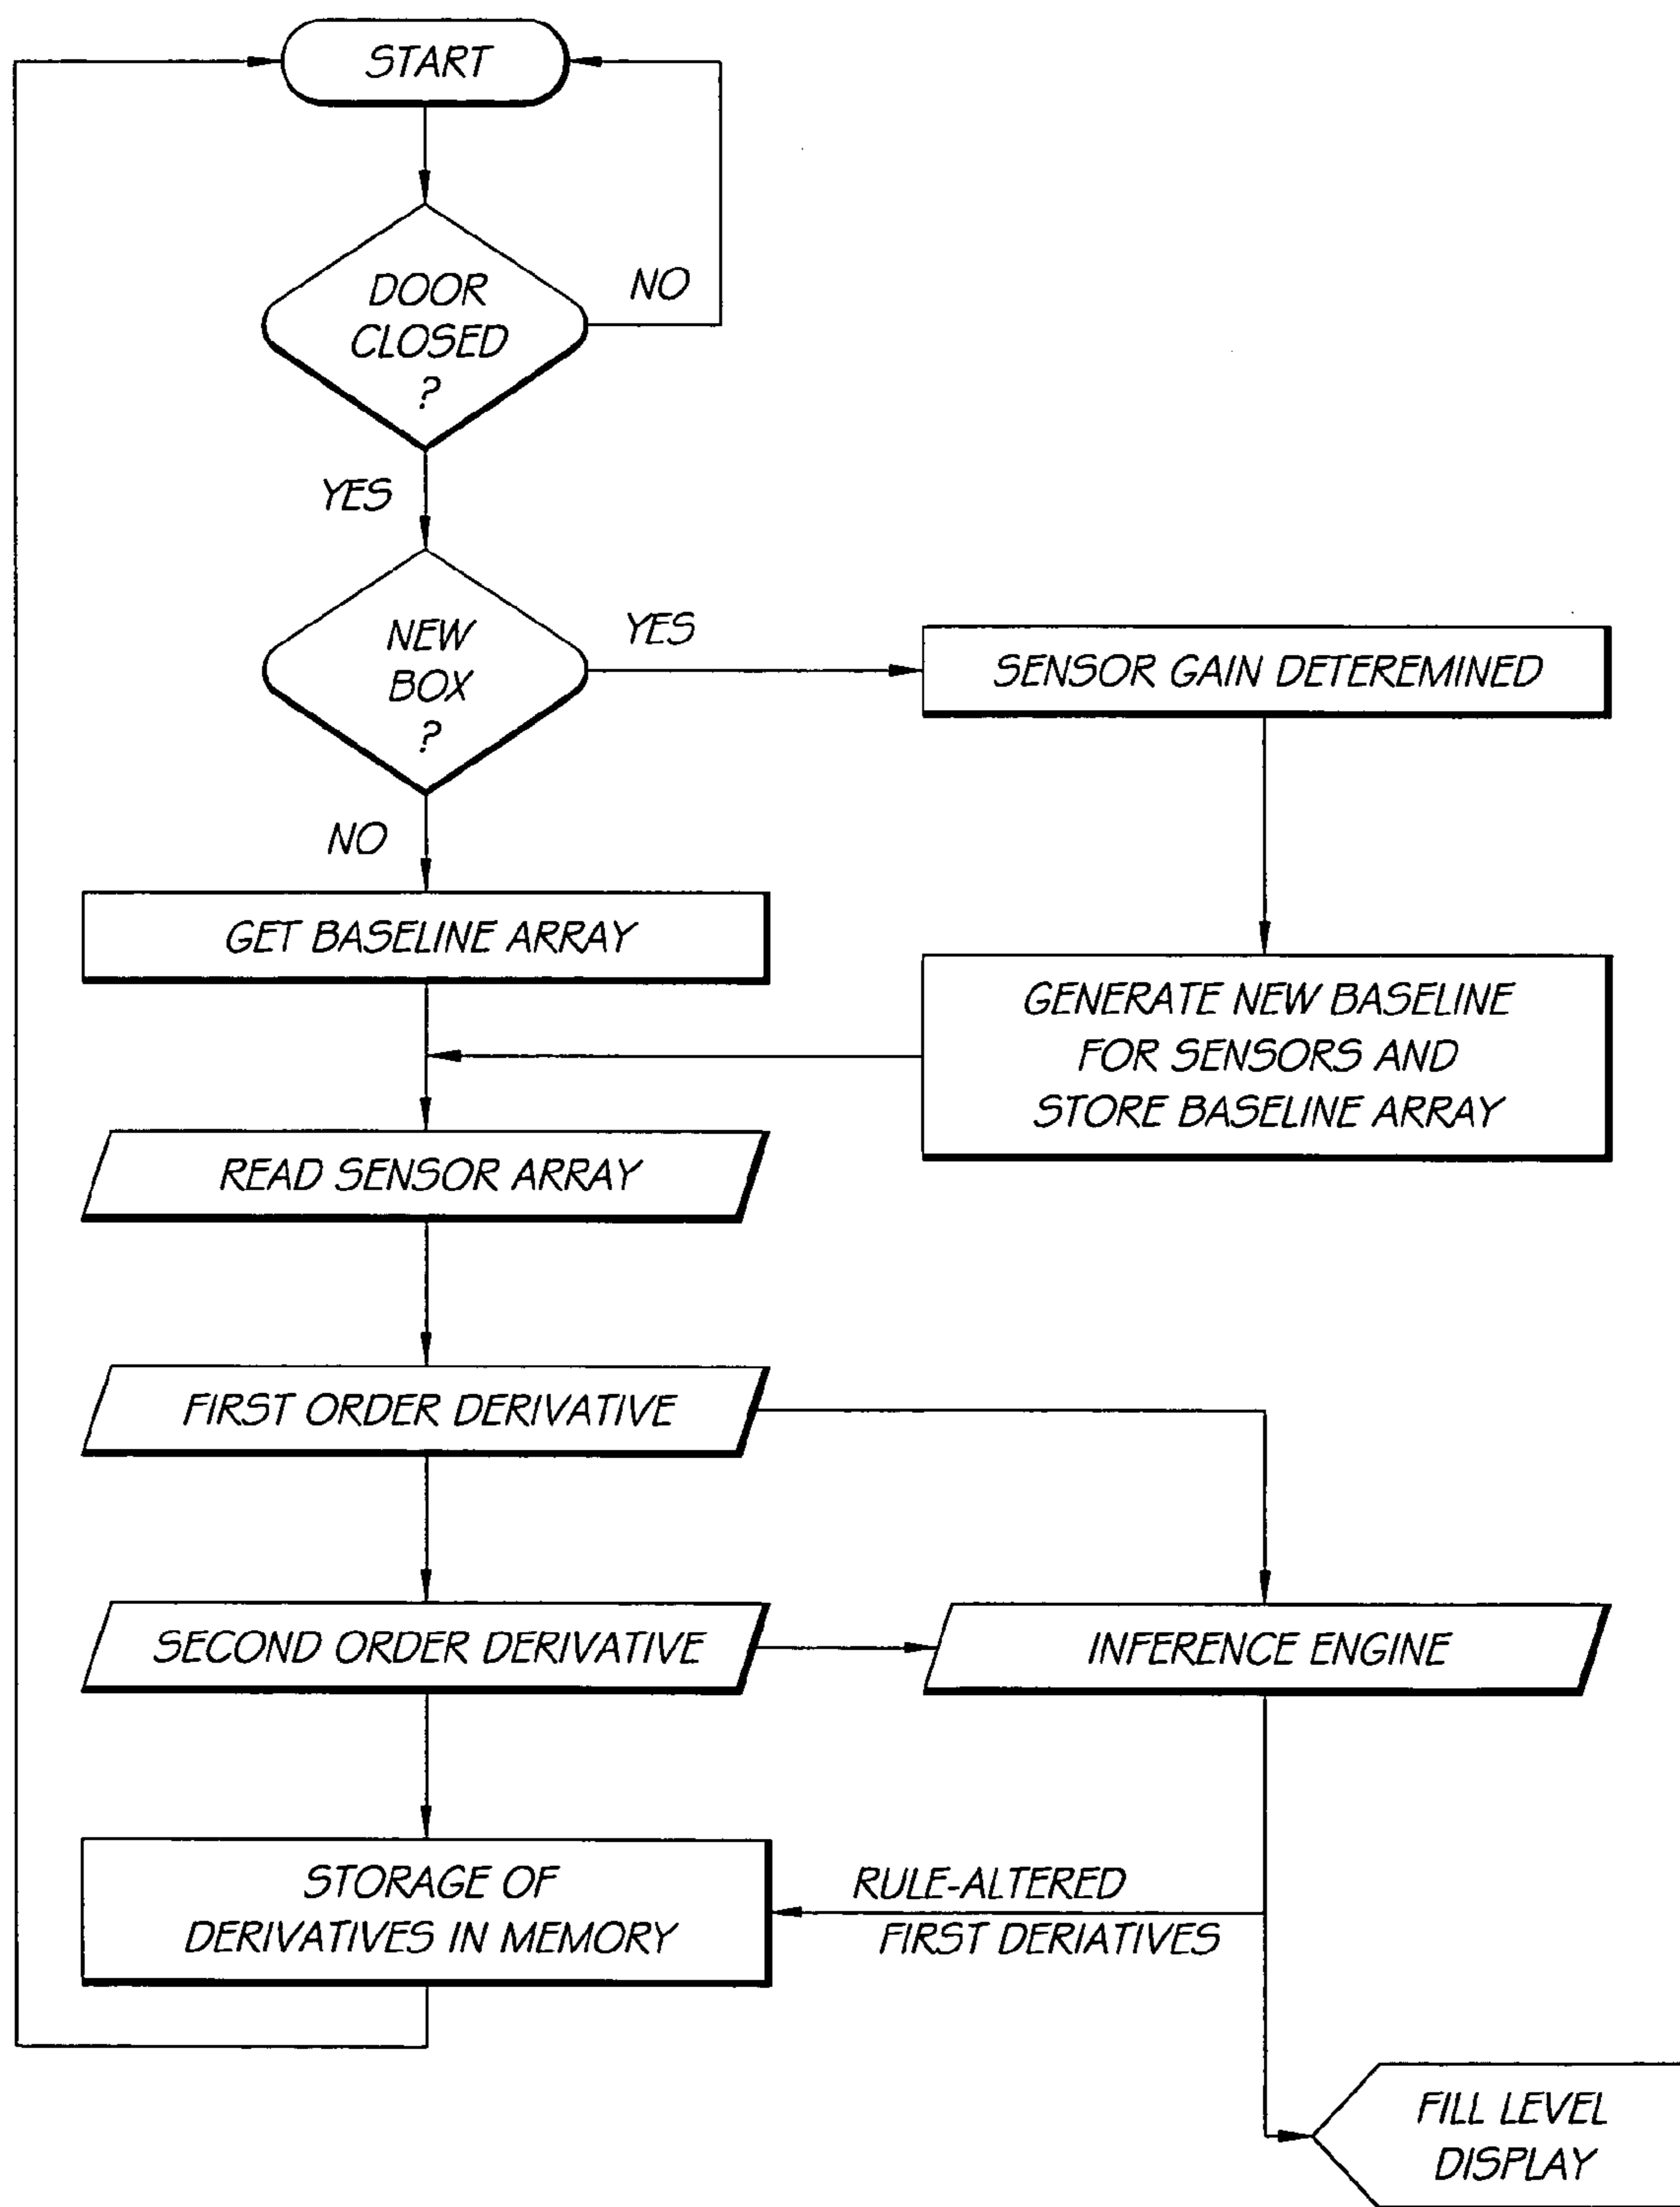 START
DOOR
CLOSED
?
NO
YES
NEW
BOX
?
YES
SENSOR GAIN DETEREMINED
NO
GET BASELINE ARRAY
GENERATE NEW BASELINE
FOR SENSORS AND
STORE BASELINE ARRAY
READ SENSOR ARRAY
FIRST ORDER DERIVATIVE
SECOND ORDER DERIVATIVE
INFERENCE ENGINE
STORAGE OF
DERIVATIVES IN MEMORY
RULE-ALTERED
FIRST DERIATIVES
FILL LEVEL
DISPLAY